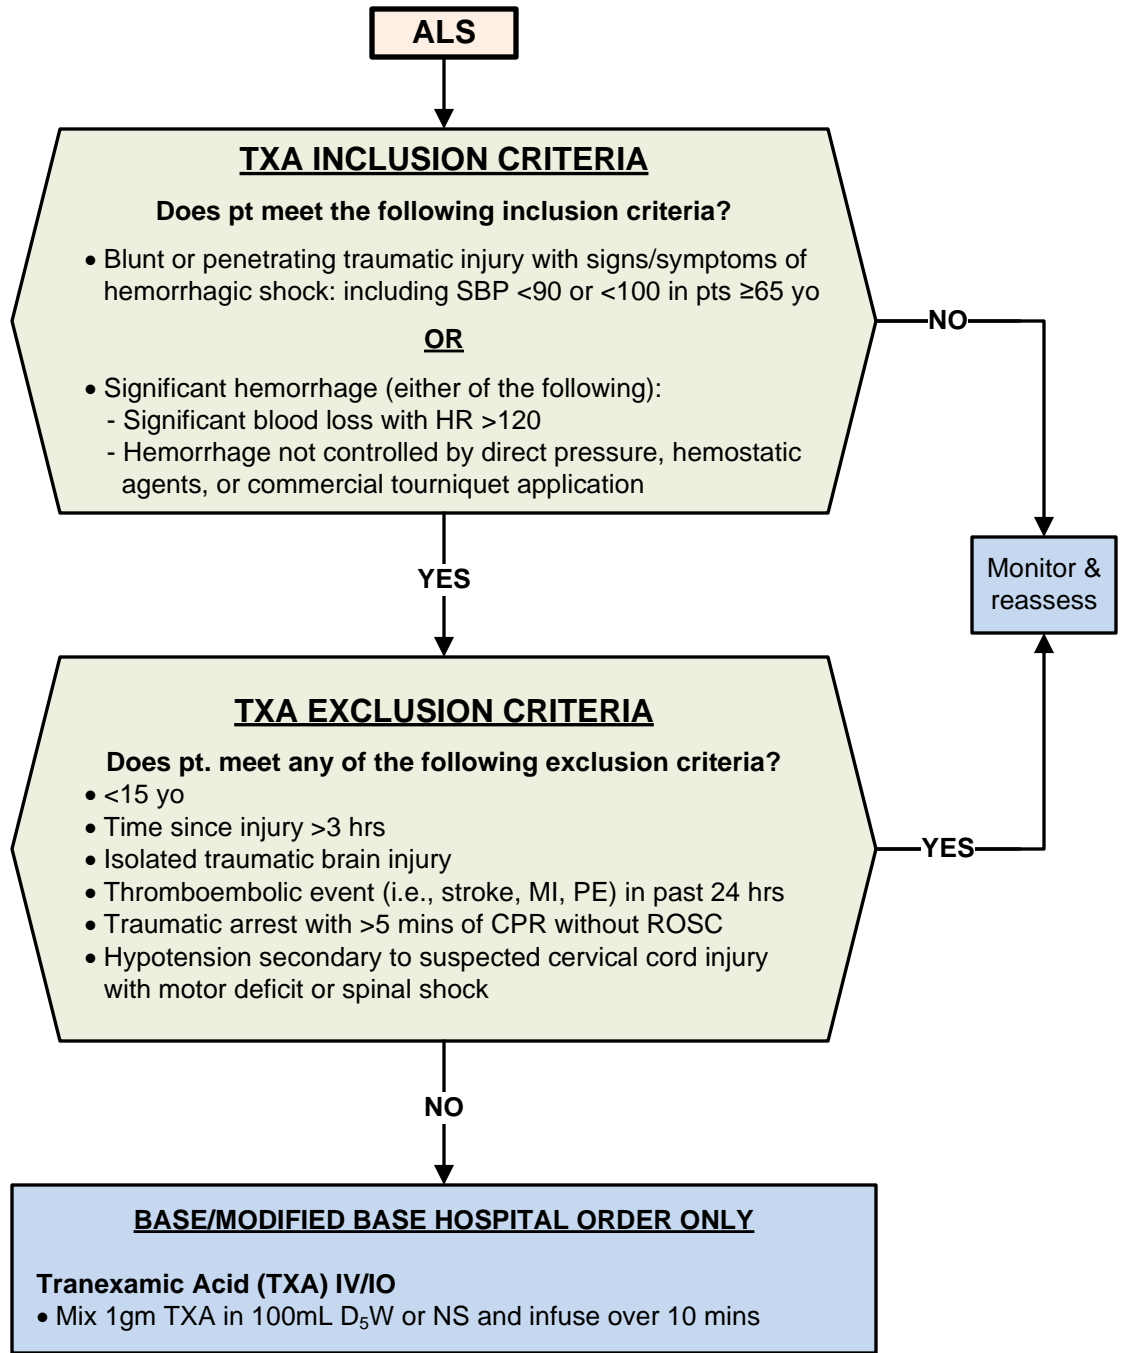 ALS
TXA INCLUSION CRITERIA
Does pt meet the following inclusion criteria?
• Blunt or penetrating traumatic injury with signs/symptoms of
hemorrhagic shock: including SBP <90 or <100 in pts ≥65 yo
OR
• Significant hemorrhage (either of the following):
- Significant blood loss with HR >120
- Hemorrhage not controlled by direct pressure, hemostatic
agents, or commercial tourniquet application
NO
YES
Monitor &
reassess
TXA EXCLUSION CRITERIA
Does pt. meet any of the following exclusion criteria?
• <15 yo
• Time since injury >3 hrs
• Isolated traumatic brain injury
• Thromboembolic event (i.e., stroke, MI, PE) in past 24 hrs
• Traumatic arrest with >5 mins of CPR without ROSC
• Hypotension secondary to suspected cervical cord injury
with motor deficit or spinal shock
YES
NO
BASE/MODIFIED BASE HOSPITAL ORDER ONLY
Tranexamic Acid (TXA) IV/IO
• Mix 1gm TXA in 100mL D₅W or NS and infuse over 10 mins